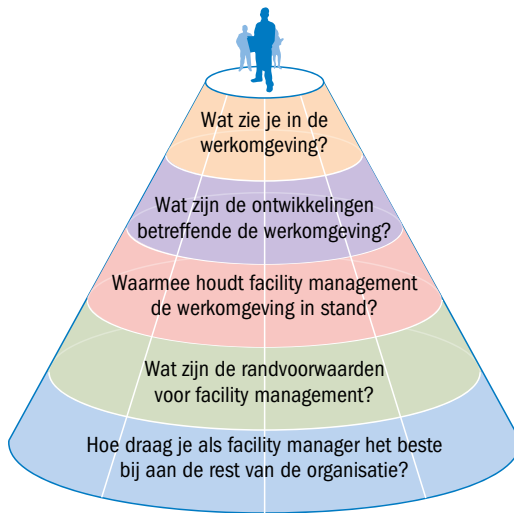 Wat zie je in de
werkomgeving?
Wat zijn de ontwikkelingen
betreffende de werkomgeving?
Waarmee houdt facility management
de werkomgeving in stand?
Wat zijn de randvoorwaarden
voor facility management?
Hoe draag je als facility manager het beste
bij aan de rest van de organisatie?